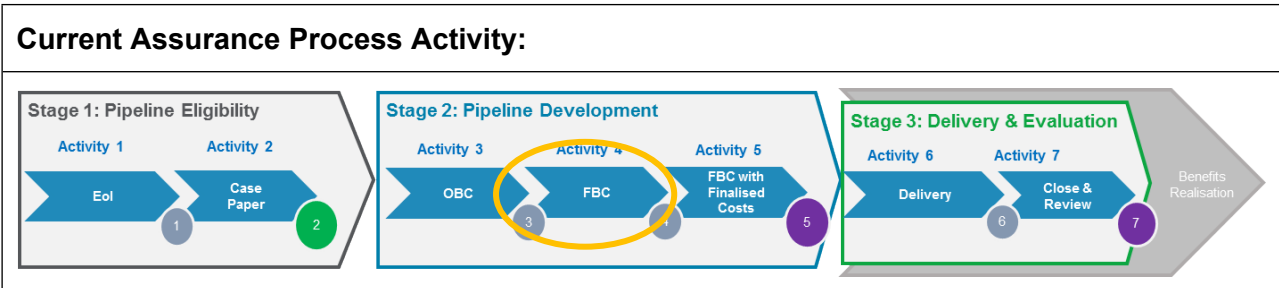 Current Assurance Process Activity:
Stage 1: Pipeline Eligibility
Activity 1
Activity 2
EoI
Case
Paper
1
2
Stage 2: Pipeline Development
Activity 3
Activity 4
Activity 5
OBC
FBC
FBC with
Finalised
Costs
3
4
5
Stage 3: Delivery & Evaluation
Activity 6
Activity 7
Delivery
Close &
Review
6
7
Benefits
Realisation